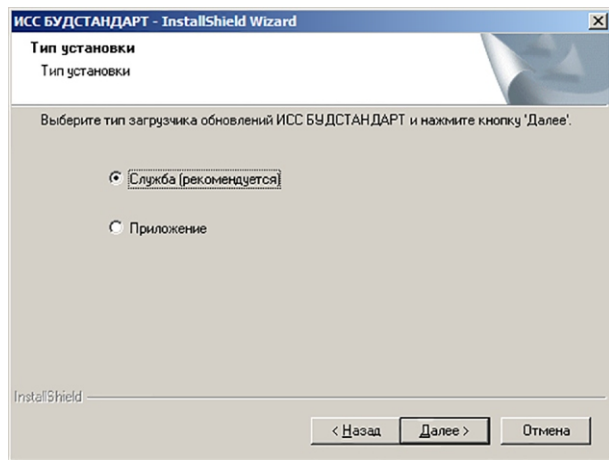 ИСС БУДСТАНДАРТ - InstallShield Wizard
Тип установки
Тип установки
Выберите тип загрузчика обновлений ИСС БУДСТАНДАРТ и нажмите кнопку 'Далее'.
Служба (рекомендуется)
Приложение
InstallShield
< Назад Далее > Отмена